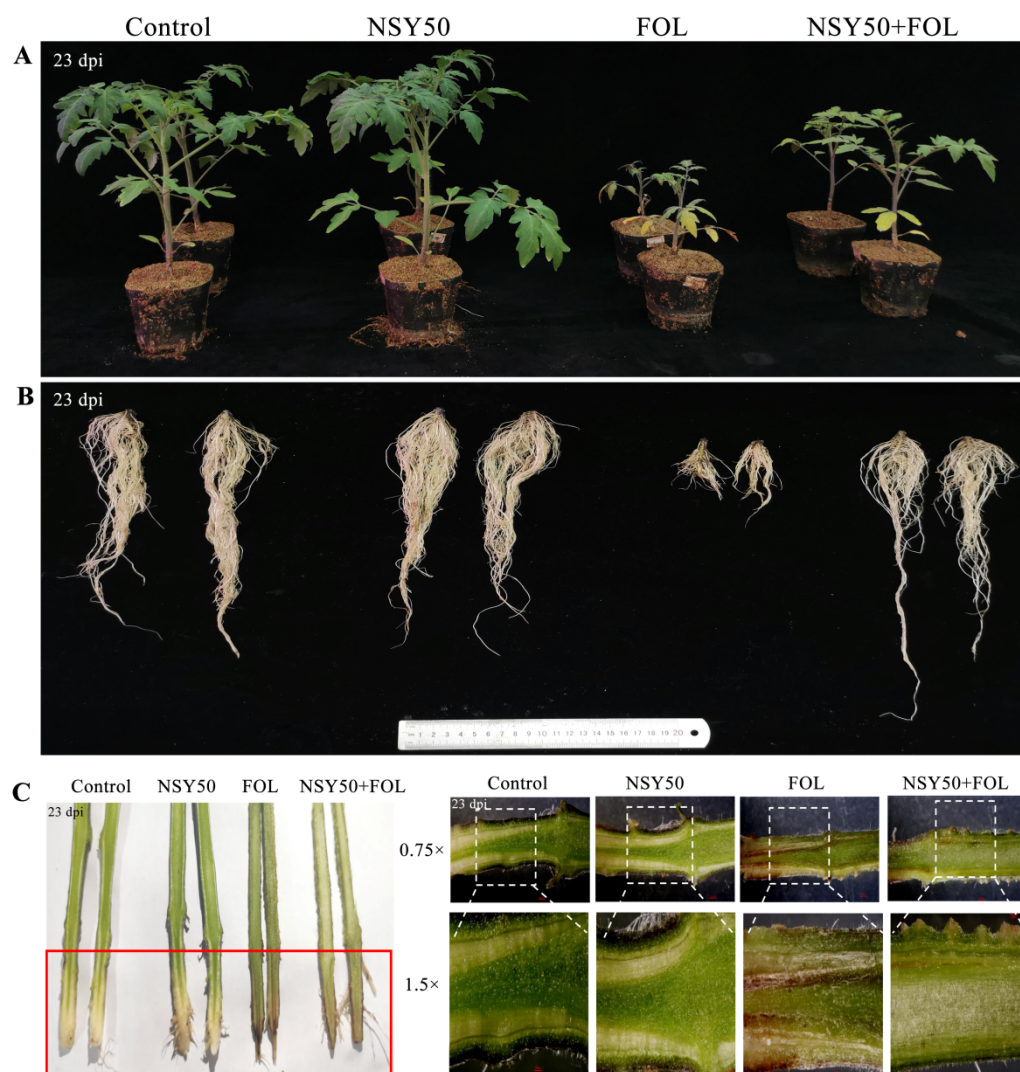 Control NSY50 FOL NSY50+FOL
A
23 dpi
B
23 dpi
1 2 3 4 5 6 7 8 9 10 11 12 13 14 15 16 17 18 19 20
C
Control NSY50 FOL NSY50+FOL
23 dpi
Control NSY50 FOL NSY50+FOL
23 dpi
0.75×
1.5×